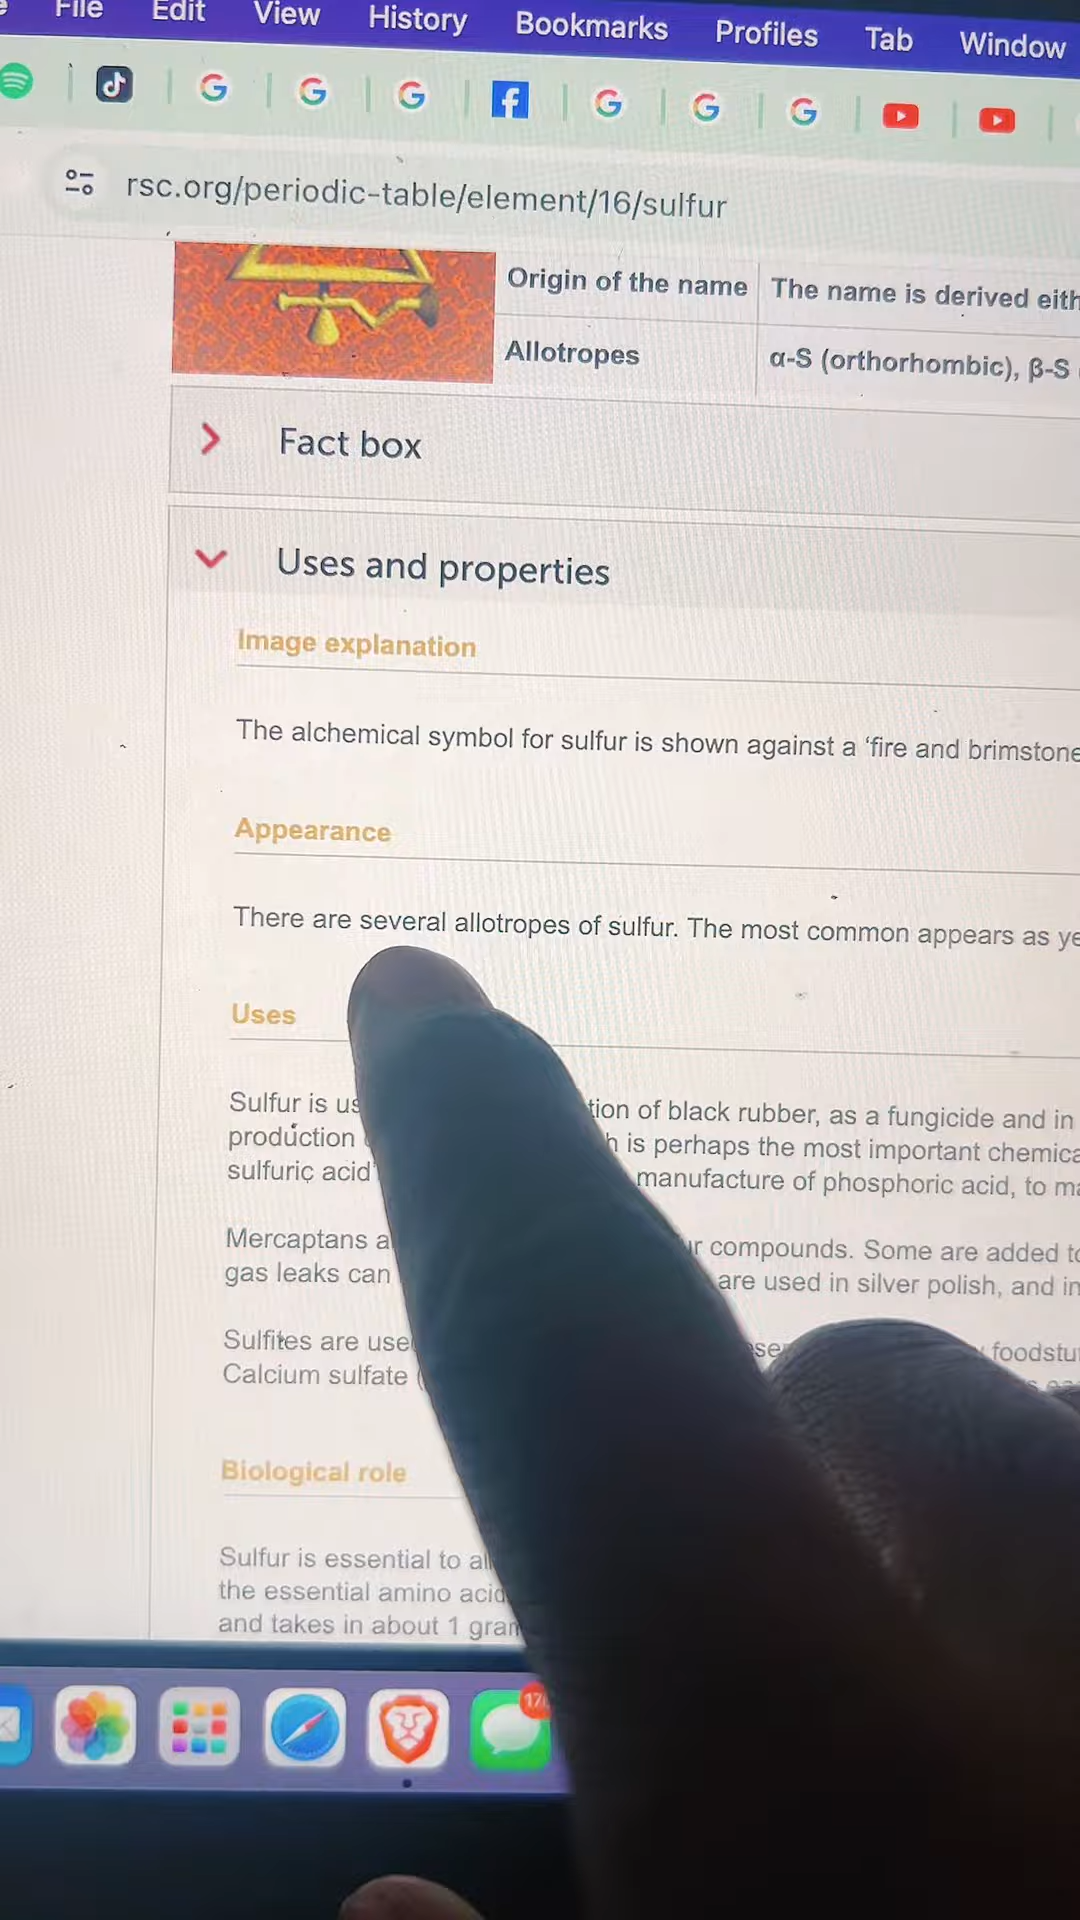 File Edit View History Bookmarks Profiles Tab Window
rsc.org/periodic-table/element/16/sulfur
Origin of the name The name is derived eith
Allotropes α-S (orthorhombic), β-S
Fact box
Uses and properties
Image explanation
The alchemical symbol for sulfur is shown against a ‘fire and brimstone
Appearance
There are several allotropes of sulfur. The most common appears as ye
Uses
Sulfur is us tion of black rubber, as a fungicide and in
production h is perhaps the most important chemica
sulfuric acid’ manufacture of phosphoric acid, to ma
Mercaptans a ur compounds. Some are added to
gas leaks can are used in silver polish, and in
Sulfites are use foodstu
Calcium sulfate (
Biological role
Sulfur is essential to all
the essential amino acid
and takes in about 1 gram
17